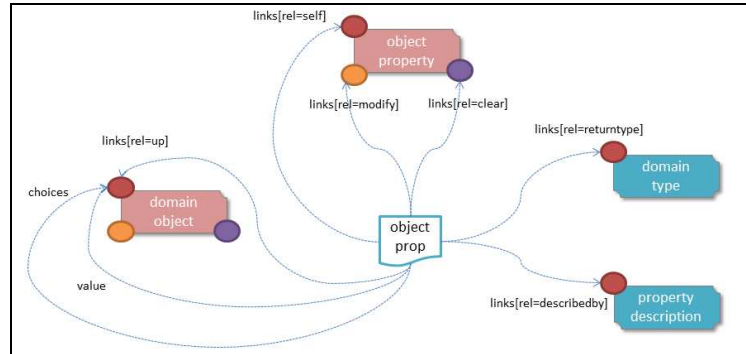 links[rel=self]
object
property
links[rel=modify]
links[rel=clear]
links[rel=up]
links[rel=returntype]
domain
type
choices
domain
object
object
prop
value
links[rel=describedby]
property
description